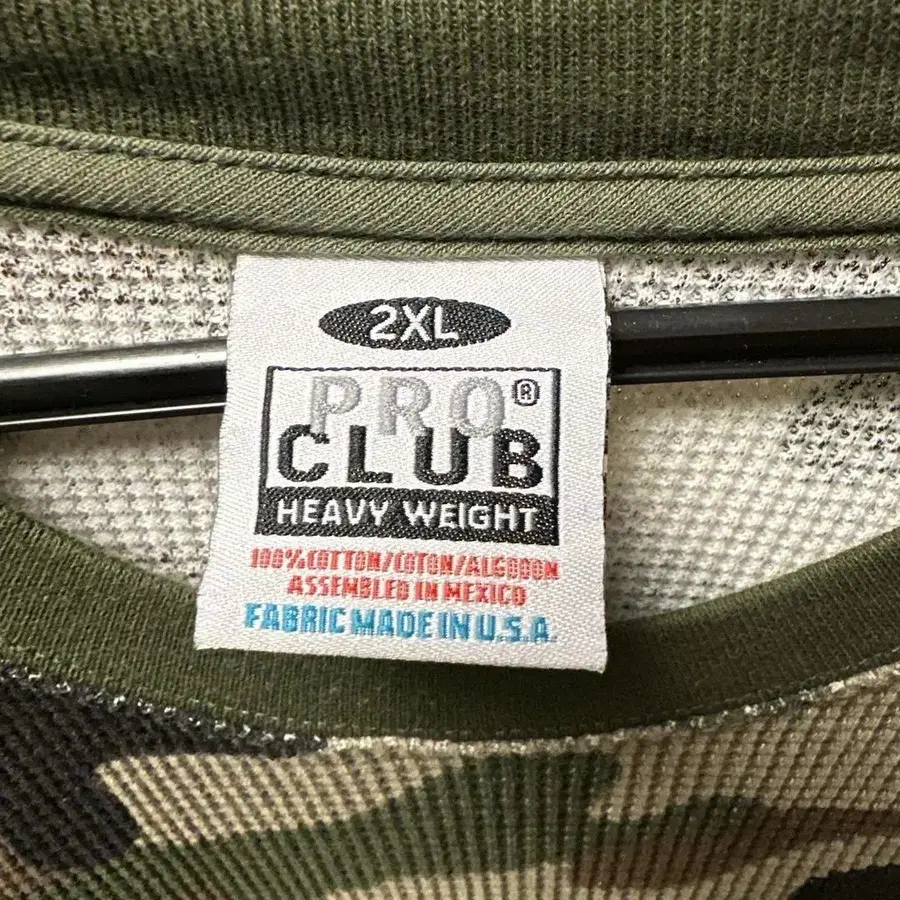 2XL
PRO®
CLUB
HEAVY WEIGHT
100%COTTON/COTON/ALGODON
ASSEMBLED IN MEXICO
FABRIC MADE IN U.S.A.